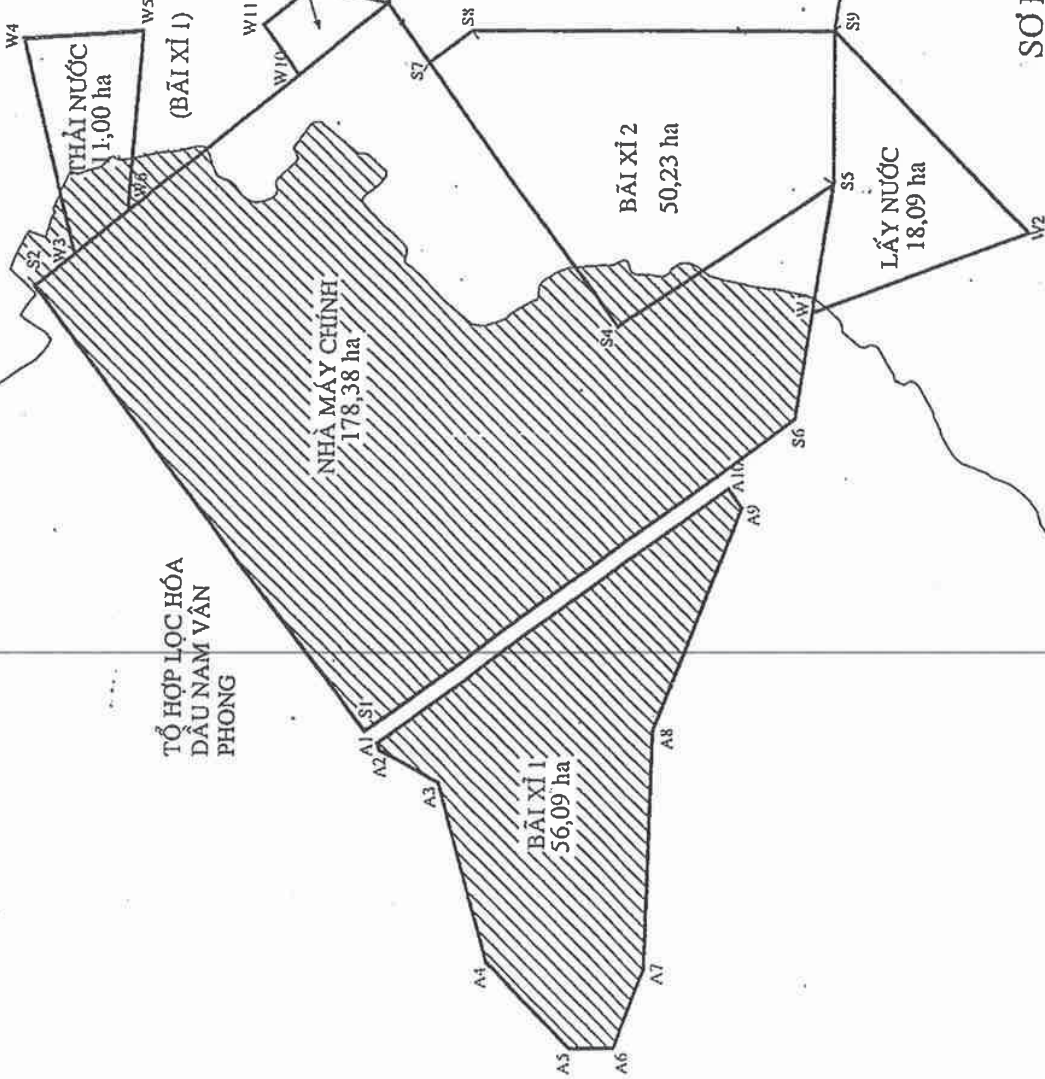 W4
W5
THẢI NƯỚC
11,00 ha
(BÃI XỈ 1)
W11
W10
S8
S9
S7
S2
W3
W6
NHÀ MÁY CHÍNH
178,38 ha
BÃI XỈ 2
50,23 ha
S4
S5
LẤY NƯỚC
18,09 ha
W2
S6
TỔ HỢP LỌC HÓA
DẦU NAM VÂN
PHONG
S1
A1
A2
A3
A10
A9
BÃI XỈ 1
56,09 ha
A8
A4
A7
A5
A6